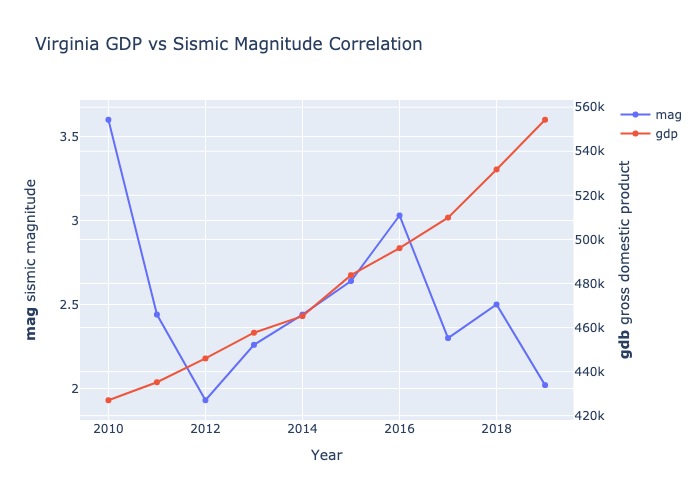 Virginia GDP vs Sismic Magnitude Correlation
mag
gdp
3.5
3
2.5
2
mag sismic magnitude
560k
540k
520k
500k
480k
460k
440k
420k
gdb gross domestic product
2010 2012 2014 2016 2018
Year